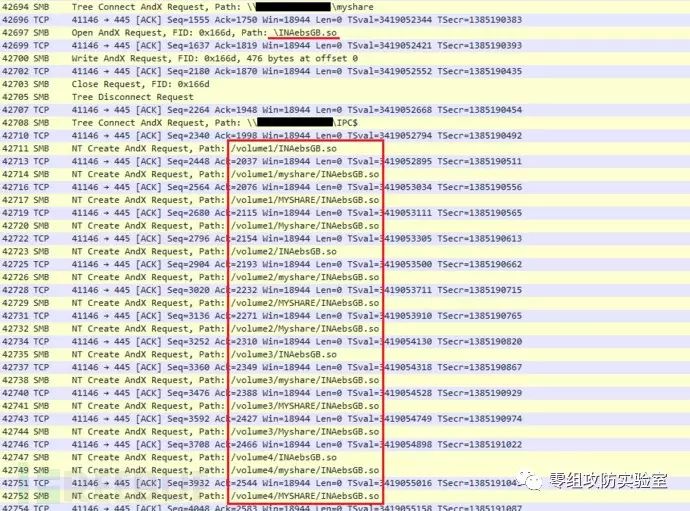 42694 SMB Tree Connect AndX Request, Path: \\ \myshare
42696 TCP 41146 → 445 [ACK] Seq=1555 Ack=1750 Win=18944 Len=0 TSval=3419052344 TSecr=1385190383
42697 SMB Open AndX Request, FID: 0x166d, Path: \INAebsGB.so
42699 TCP 41146 → 445 [ACK] Seq=1637 Ack=1819 Win=18944 Len=0 TSval=3419052421 TSecr=1385190393
42700 SMB Write AndX Request, FID: 0x166d, 476 bytes at offset 0
42702 TCP 41146 → 445 [ACK] Seq=2180 Ack=1870 Win=18944 Len=0 TSval=3419052552 TSecr=1385190435
42703 SMB Close Request, FID: 0x166d
42705 SMB Tree Disconnect Request
42707 TCP 41146 → 445 [ACK] Seq=2264 Ack=1948 Win=18944 Len=0 TSval=3419052668 TSecr=1385190454
42708 SMB Tree Connect AndX Request, Path: \\ \IPC$
42710 TCP 41146 → 445 [ACK] Seq=2340 Ack=1998 Win=18944 Len=0 TSval=3419052794 TSecr=1385190492
42711 SMB NT Create AndX Request, Path: /volume1/INAebsGB.so
42713 TCP 41146 → 445 [ACK] Seq=2448 Ack=2037 Win=18944 Len=0 TSval=3419052895 TSecr=1385190511
42714 SMB NT Create AndX Request, Path: /volume1/myshare/INAebsGB.so
42716 TCP 41146 → 445 [ACK] Seq=2564 Ack=2076 Win=18944 Len=0 TSval=3419053034 TSecr=1385190556
42717 SMB NT Create AndX Request, Path: /volume1/MYSHARE/INAebsGB.so
42719 TCP 41146 → 445 [ACK] Seq=2680 Ack=2115 Win=18944 Len=0 TSval=3419053111 TSecr=1385190565
42720 SMB NT Create AndX Request, Path: /volume1/Myshare/INAebsGB.so
42722 TCP 41146 → 445 [ACK] Seq=2796 Ack=2154 Win=18944 Len=0 TSval=3419053305 TSecr=1385190613
42723 SMB NT Create AndX Request, Path: /volume2/INAebsGB.so
42725 TCP 41146 → 445 [ACK] Seq=2904 Ack=2193 Win=18944 Len=0 TSval=3419053500 TSecr=1385190662
42726 SMB NT Create AndX Request, Path: /volume2/myshare/INAebsGB.so
42728 TCP 41146 → 445 [ACK] Seq=3020 Ack=2232 Win=18944 Len=0 TSval=3419053711 TSecr=1385190715
42729 SMB NT Create AndX Request, Path: /volume2/MYSHARE/INAebsGB.so
42731 TCP 41146 → 445 [ACK] Seq=3136 Ack=2271 Win=18944 Len=0 TSval=3419053910 TSecr=1385190765
42732 SMB NT Create AndX Request, Path: /volume2/Myshare/INAebsGB.so
42734 TCP 41146 → 445 [ACK] Seq=3252 Ack=2310 Win=18944 Len=0 TSval=3419054130 TSecr=1385190820
42735 SMB NT Create AndX Request, Path: /volume3/INAebsGB.so
42737 TCP 41146 → 445 [ACK] Seq=3360 Ack=2349 Win=18944 Len=0 TSval=3419054318 TSecr=1385190867
42738 SMB NT Create AndX Request, Path: /volume3/myshare/INAebsGB.so
42740 TCP 41146 → 445 [ACK] Seq=3476 Ack=2388 Win=18944 Len=0 TSval=3419054528 TSecr=1385190929
42741 SMB NT Create AndX Request, Path: /volume3/MYSHARE/INAebsGB.so
42743 TCP 41146 → 445 [ACK] Seq=3592 Ack=2427 Win=18944 Len=0 TSval=3419054749 TSecr=1385190974
42744 SMB NT Create AndX Request, Path: /volume3/Myshare/INAebsGB.so
42746 TCP 41146 → 445 [ACK] Seq=3708 Ack=2466 Win=18944 Len=0 TSval=3419054898 TSecr=1385191022
42747 SMB NT Create AndX Request, Path: /volume4/INAebsGB.so
42750 SMB NT Create AndX Request, Path: /volume4/myshare/INAebsGB.so
42752 TCP 41146 → 445 [ACK] Seq=3932 Ack=2544 Win=18944 Len=0 TSval=3419055016
42753 SMB NT Create AndX Request, Path: /volume4/MYSHARE/INAebsGB.so
42754 TCP 41146 → 445 [ACK] Seq=4048 Ack=2583 Win=18944 Len=0 TSval=3419055158 TSecr=1385191087
零组攻防实验室